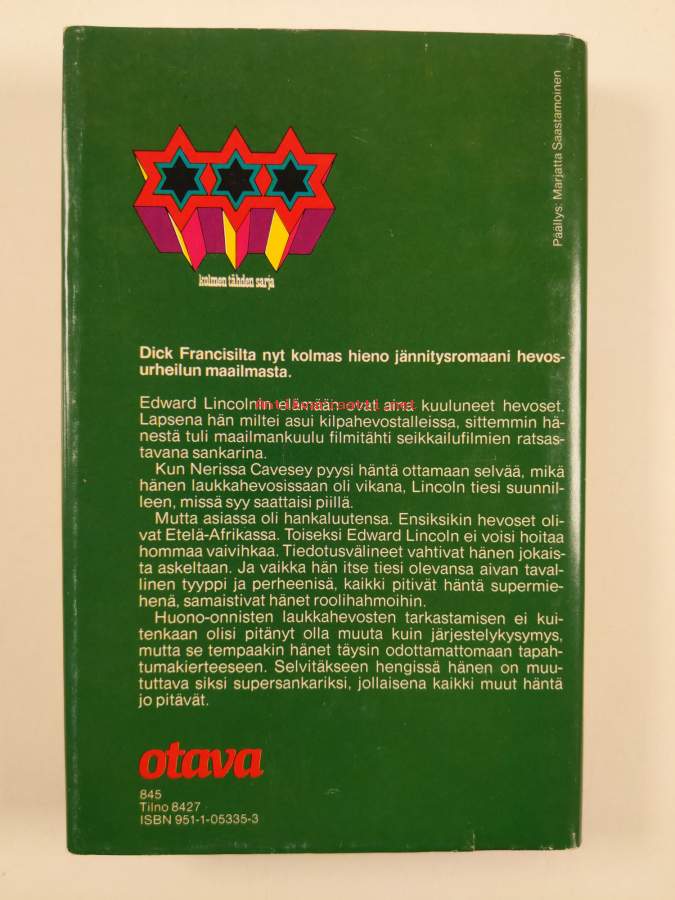 Päällys: Marjatta Saastamoinen
kolmen tähden sarja
Dick Francisilta nyt kolmas hieno jännitysromaani hevos-
urheilun maailmasta.
Edward Lincolnin elämään ovat aina kuuluneet hevoset.
Antikvariaatti.net
Lapsena hän miltei asui kilpahevostalleissa, sittemmin hä-
nestä tuli maailmankuulu filmitähti seikkailufilmien ratsas-
tavana sankarina.
Kun Nerissa Cavesey pyysi häntä ottamaan selvää, mikä
hänen laukkahevosissaan oli vikana, Lincoln tiesi suunnil-
leen, missä syy saattaisi piillä.
Mutta asiassa oli hankaluutensa. Ensiksikin hevoset oli-
vat Etelä-Afrikassa. Toiseksi Edward Lincoln ei voisi hoitaa
hommaa vaivihkaa. Tiedotusvälineet vahtivat hänen jokais-
ta askeltaan. Ja vaikka hän itse tiesi olevansa aivan taval-
linen tyyppi ja perheenisä, kaikki pitivät häntä supermie-
henä, samaistivat hänet roolihahmoihin.
Huono-onnisten laukkahevosten tarkastamisen ei kui-
tenkaan olisi pitänyt olla muuta kuin järjestelykysymys,
mutta se tempaakin hänet täysin odottamattomaan tapah-
tumakierteeseen. Selvitäkseen hengissä hänen on muu-
tuttava siksi supersankariksi, jollaisena kaikki muut häntä
jo pitävät.
otava
845
Tilno 8427
ISBN 951-1-05335-3